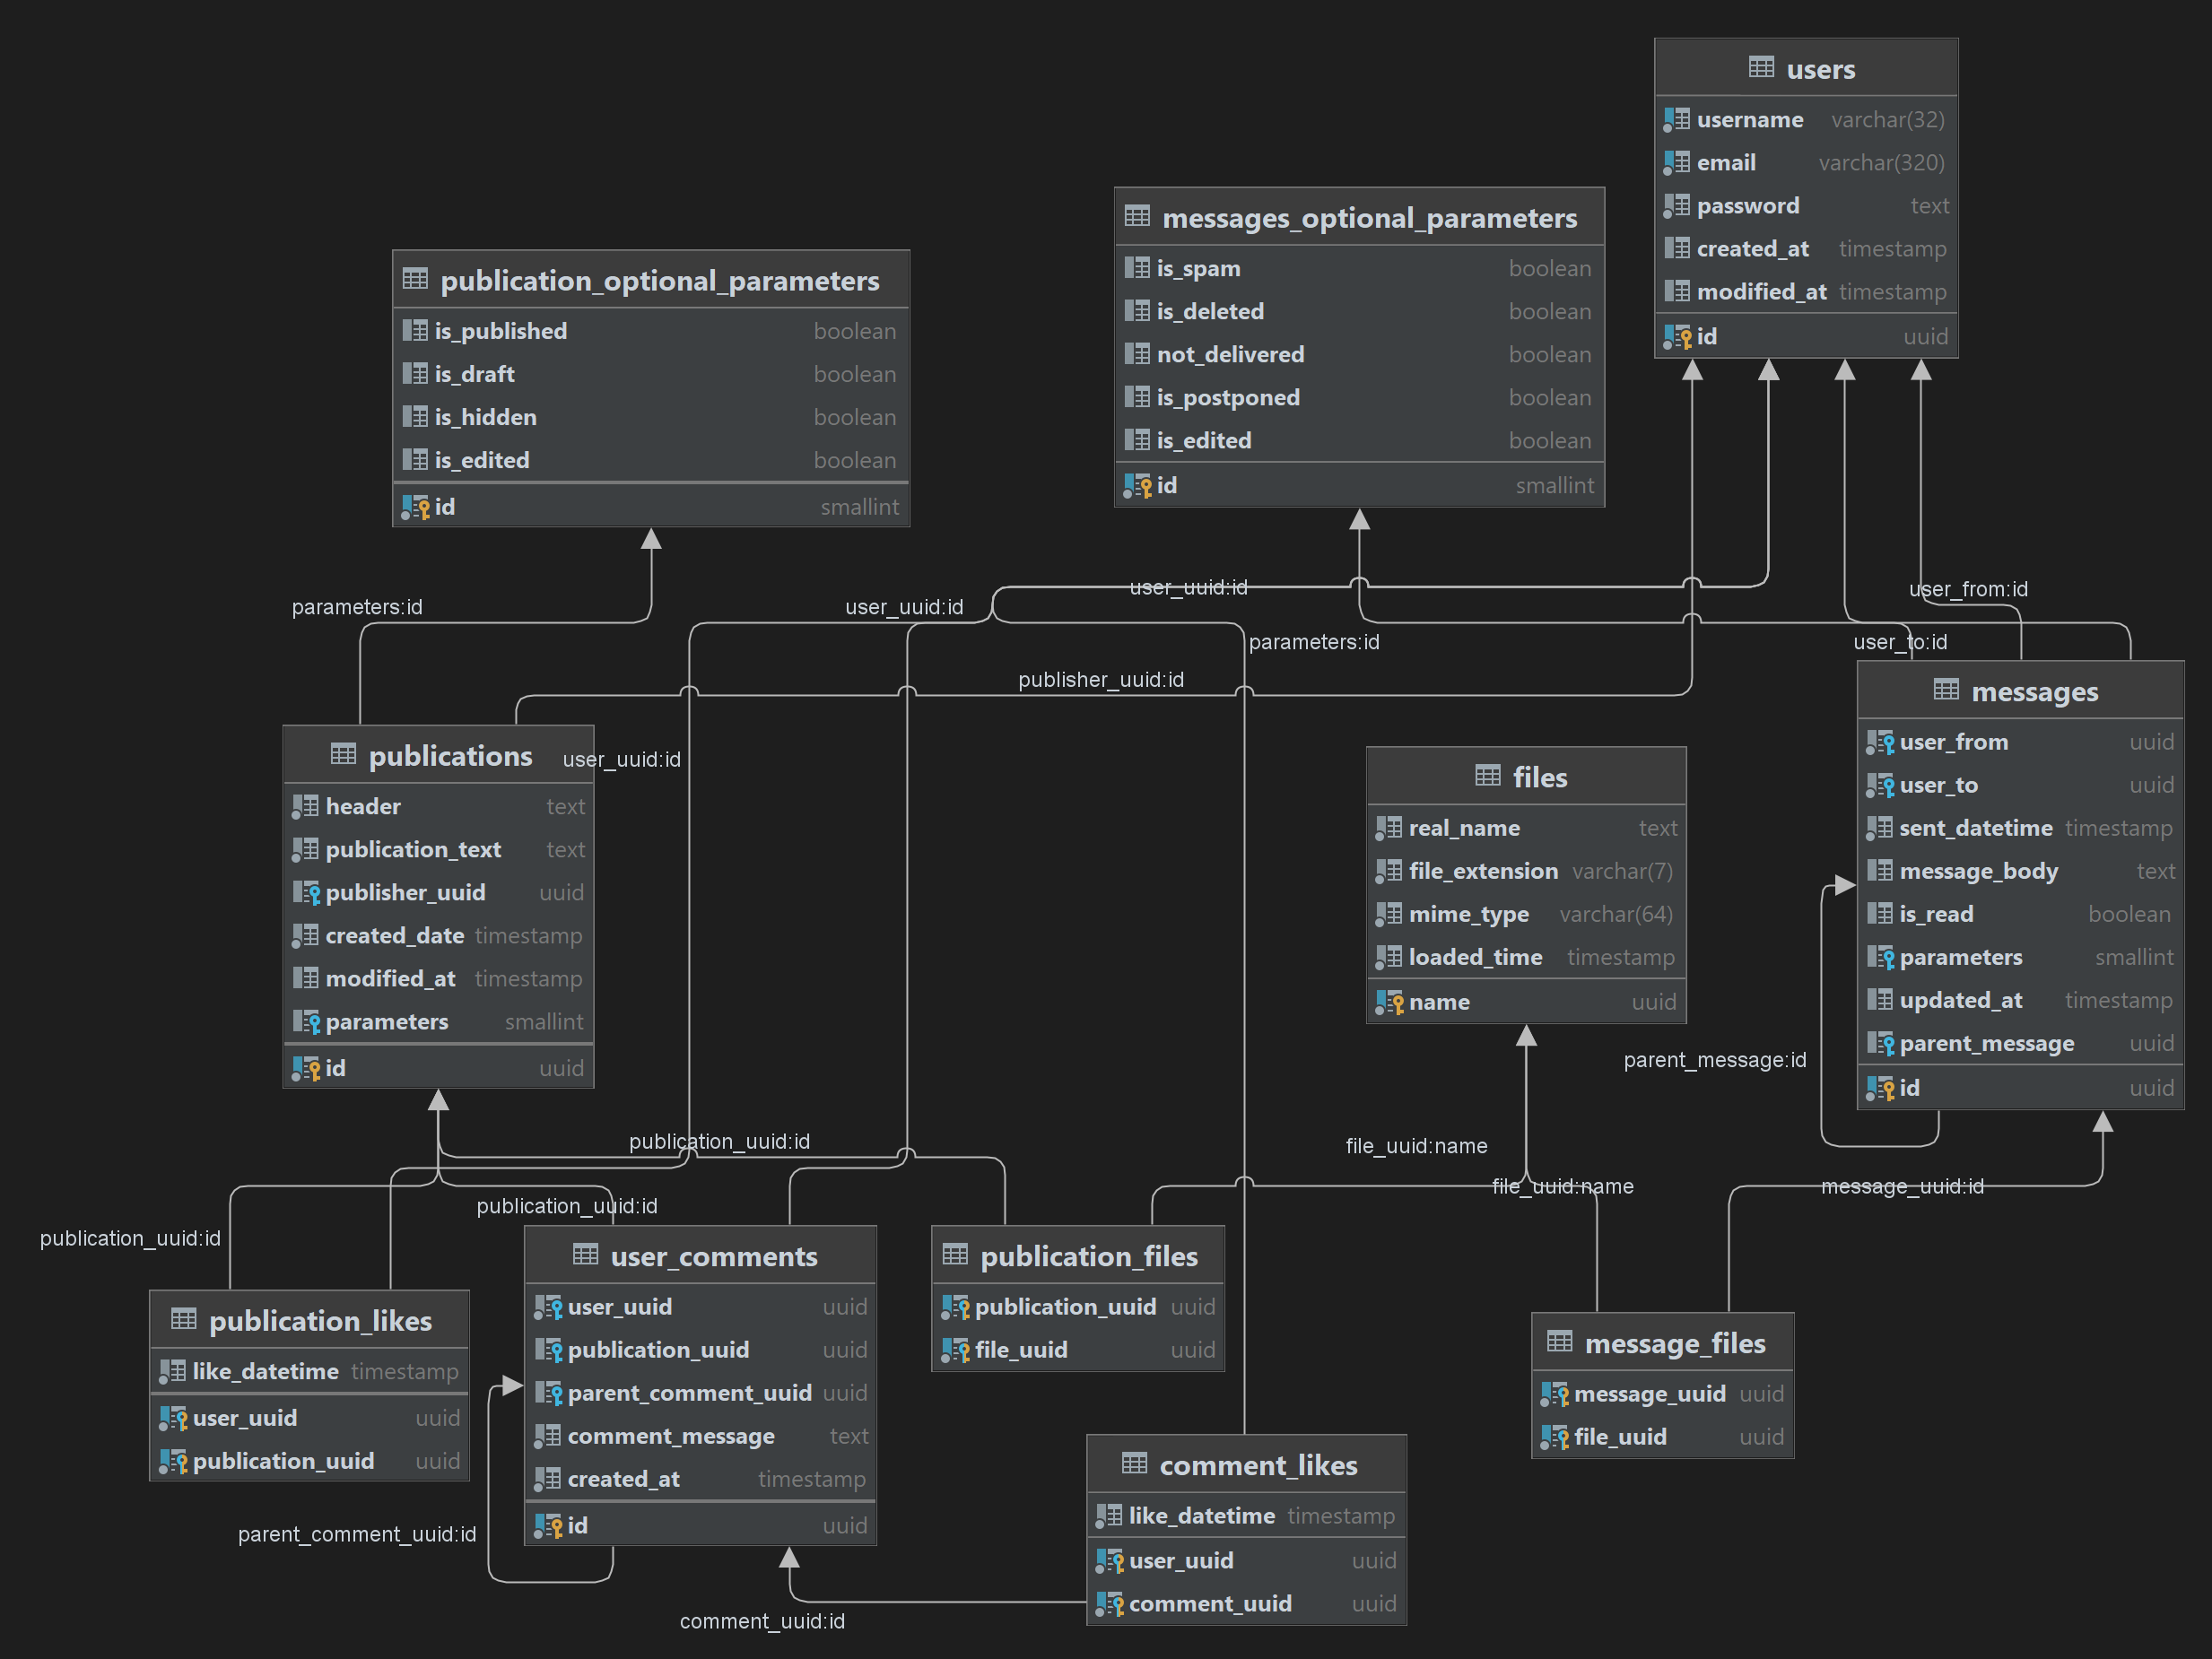 users
username varchar(32)
email varchar(320)
password text
created_at timestamp
modified_at timestamp
id uuid
messages_optional_parameters
is_spam boolean
is_deleted boolean
not_delivered boolean
is_postponed boolean
is_edited boolean
id smallint
publication_optional_parameters
is_published boolean
is_draft boolean
is_hidden boolean
is_edited boolean
id smallint
parameters:id
user_uuid:id
user_uuid:id
user_from:id
parameters:id
user_to:id
publisher_uuid:id
user_uuid:id
publications
header text
publication_text text
publisher_uuid uuid
created_date timestamp
modified_at timestamp
parameters smallint
id uuid
files
real_name text
file_extension varchar(7)
mime_type varchar(64)
loaded_time timestamp
name uuid
messages
user_from uuid
user_to uuid
sent_datetime timestamp
message_body text
is_read boolean
parameters smallint
updated_at timestamp
parent_message uuid
id uuid
parent_message:id
publication_uuid:id
file_uuid:name
file_uuid:name
message_uuid:id
publication_uuid:id
publication_uuid:id
publication_likes
like_datetime timestamp
user_uuid uuid
publication_uuid uuid
user_comments
user_uuid uuid
publication_uuid uuid
parent_comment_uuid uuid
comment_message text
created_at timestamp
id uuid
publication_files
publication_uuid uuid
file_uuid uuid
message_files
message_uuid uuid
file_uuid uuid
comment_likes
like_datetime timestamp
user_uuid uuid
comment_uuid uuid
parent_comment_uuid:id
comment_uuid:id